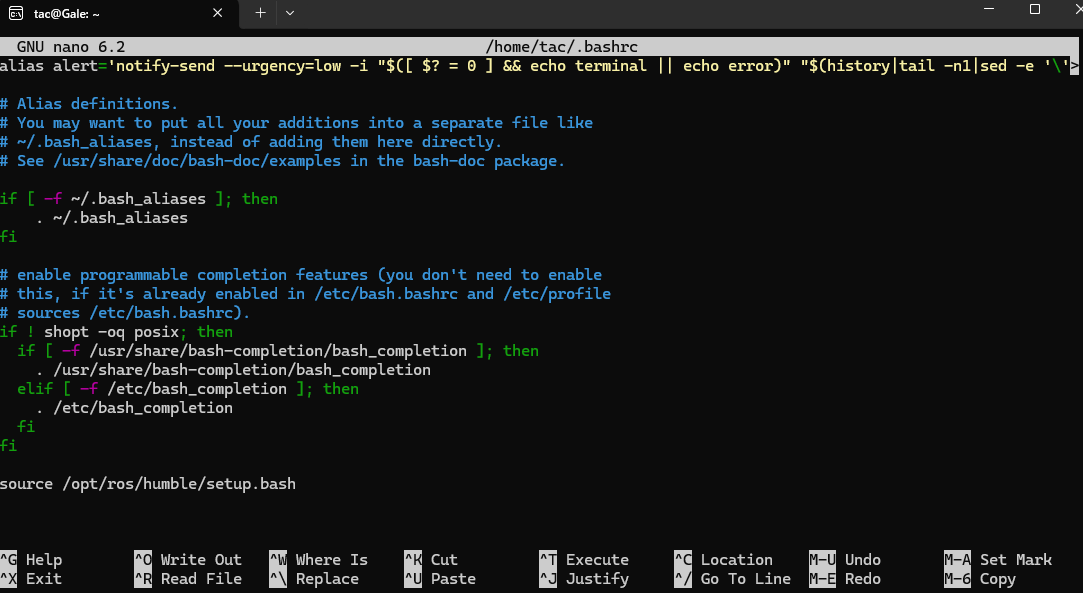 tac@Gale: ~
GNU nano 6.2 /home/tac/.bashrc
alias alert='notify-send --urgency=low -i "$([ $? = 0 ] && echo terminal || echo error)" "$(history|tail -n1|sed -e '\'>
# Alias definitions.
# You may want to put all your additions into a separate file like
# ~/.bash_aliases, instead of adding them here directly.
# See /usr/share/doc/bash-doc/examples in the bash-doc package.
if [ -f ~/.bash_aliases ]; then
    . ~/.bash_aliases
fi
# enable programmable completion features (you don't need to enable
# this, if it's already enabled in /etc/bash.bashrc and /etc/profile
# sources /etc/bash.bashrc).
if ! shopt -oq posix; then
  if [ -f /usr/share/bash-completion/bash_completion ]; then
    . /usr/share/bash-completion/bash_completion
  elif [ -f /etc/bash_completion ]; then
    . /etc/bash_completion
  fi
fi
source /opt/ros/humble/setup.bash
^G Help ^O Write Out ^W Where Is ^K Cut ^T Execute ^C Location M-U Undo M-A Set Mark
^X Exit ^R Read File ^\ Replace ^U Paste ^J Justify ^/ Go To Line M-E Redo M-6 Copy